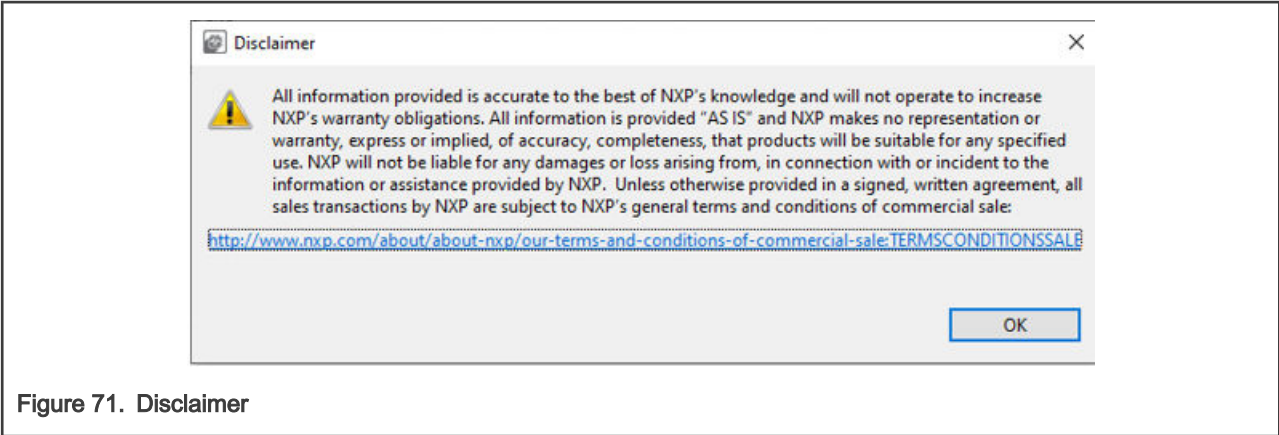 Disclaimer
All information provided is accurate to the best of NXP's knowledge and will not operate to increase
NXP's warranty obligations. All information is provided "AS IS" and NXP makes no representation or
warranty, express or implied, of accuracy, completeness, that products will be suitable for any specified
use. NXP will not be liable for any damages or loss arising from, in connection with or incident to the
information or assistance provided by NXP.  Unless otherwise provided in a signed, written agreement, all
sales transactions by NXP are subject to NXP's general terms and conditions of commercial sale:
http://www.nxp.com/about/about-nxp/our-terms-and-conditions-of-commercial-sale:TERMSCONDITIONSSALE
OK
Figure 71. Disclaimer